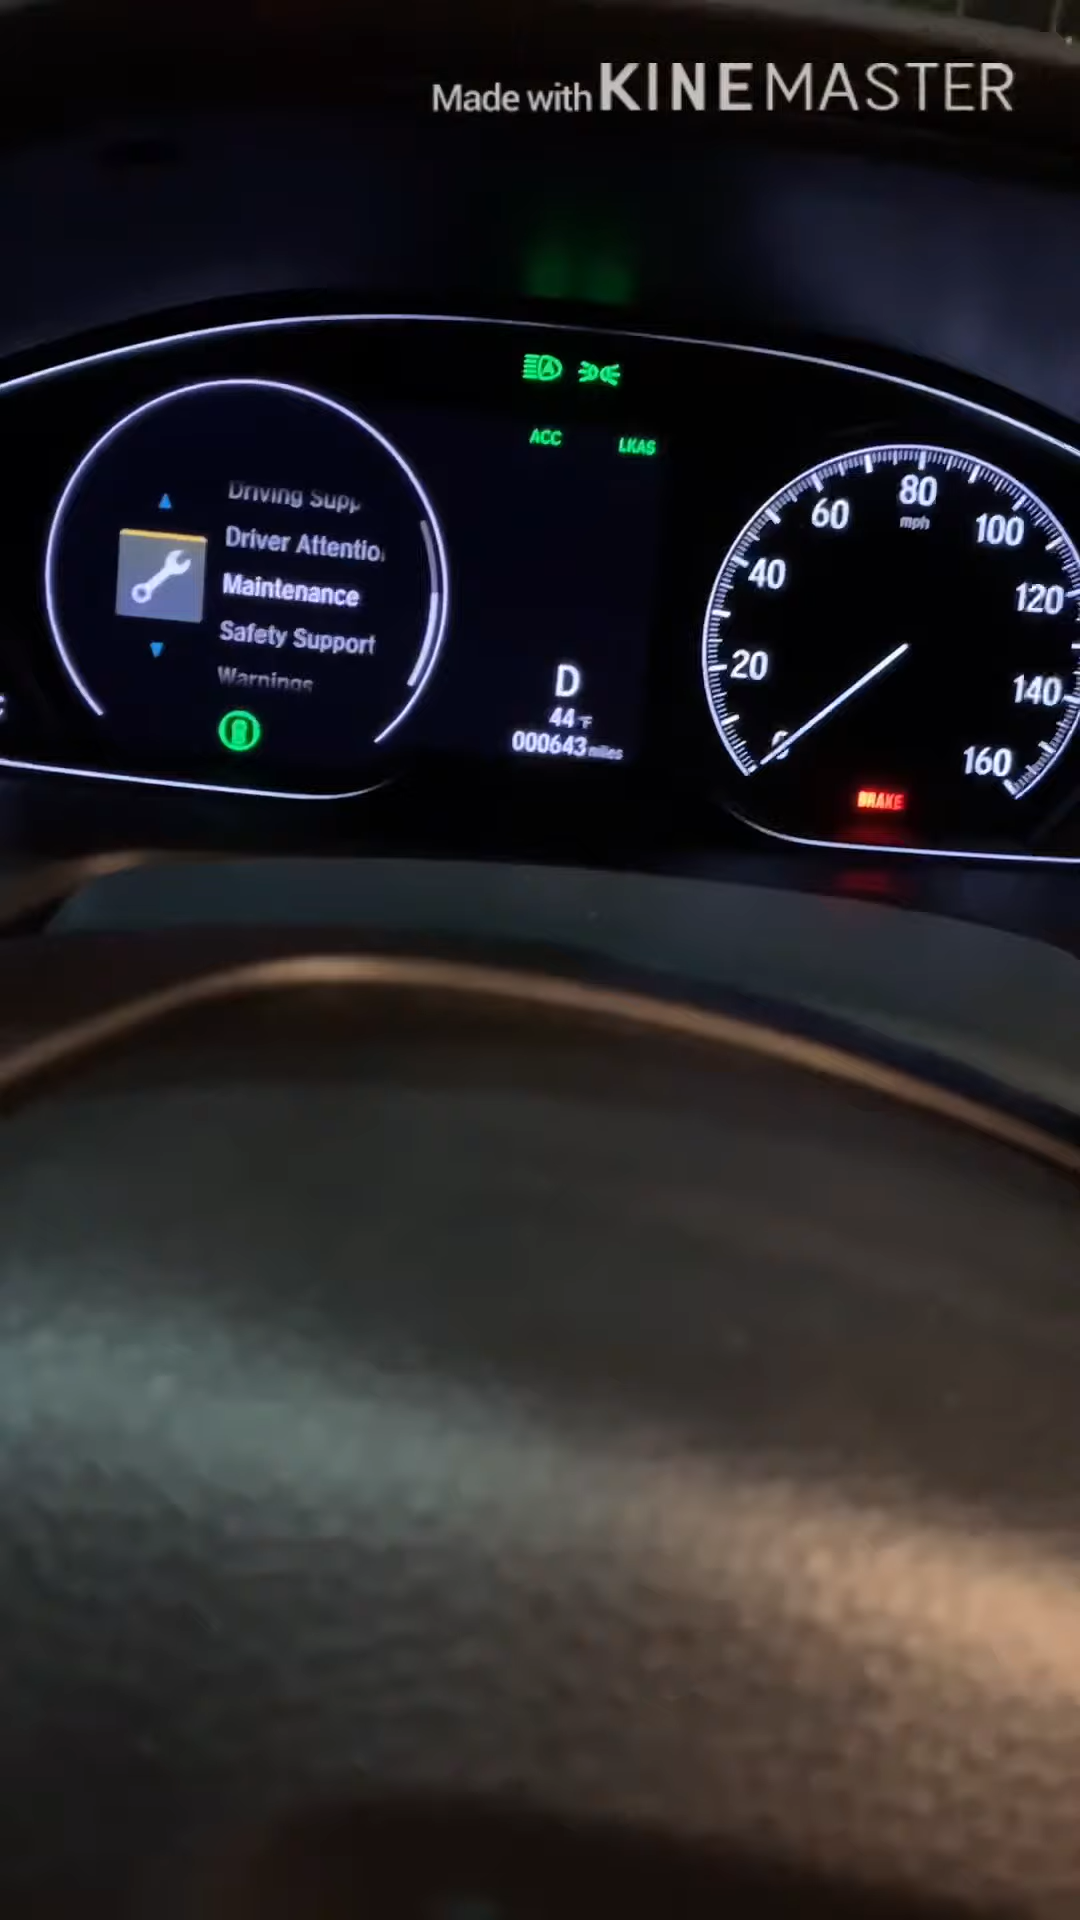 Made with KINEMASTER
ACC LKAS
Driving Supp
Driver Attentio
Maintenance
Safety Support
Warnings
D
44°F
000643 miles
0
20
40
60
80
100
120
140
160
mph
BRAKE